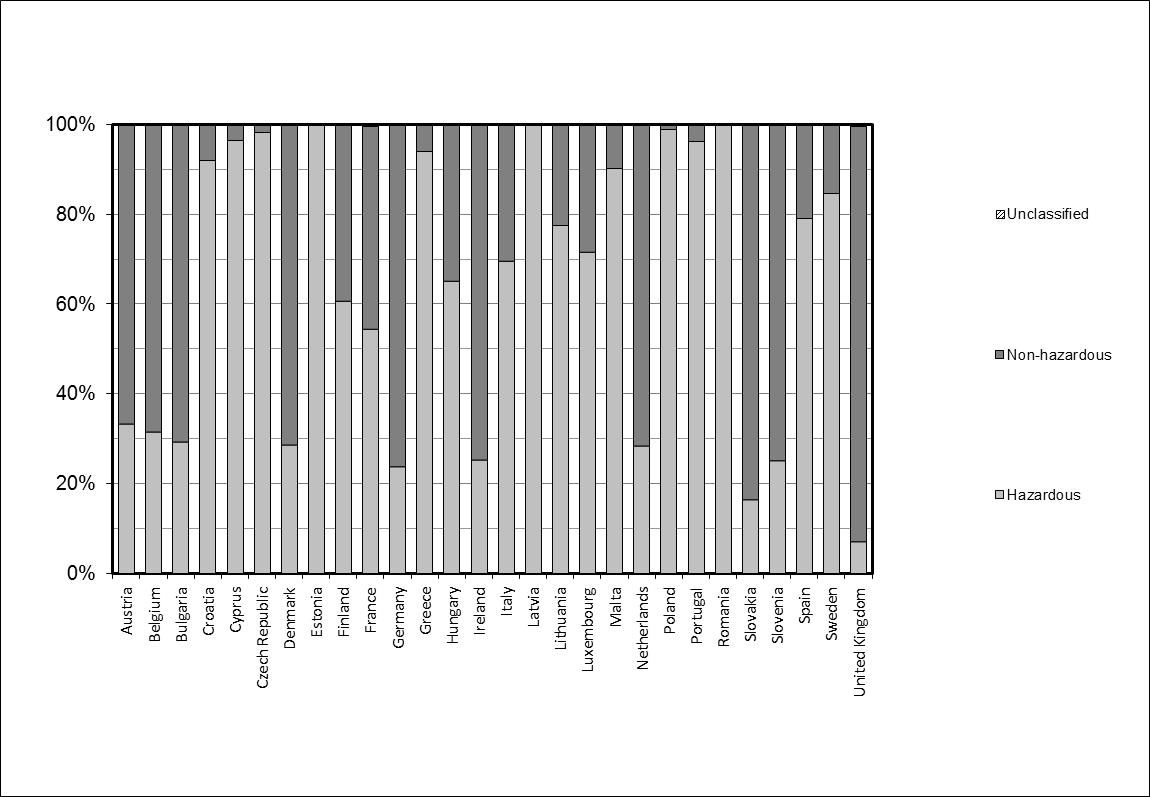 100%
80%
60%
40%
20%
0%
Austria
Belgium
Bulgaria
Croatia
Cyprus
Czech Republic
Denmark
Estonia
Finland
France
Germany
Greece
Hungary
Ireland
Italy
Latvia
Lithuania
Luxembourg
Malta
Netherlands
Poland
Portugal
Romania
Slovakia
Slovenia
Spain
Sweden
United Kingdom
Unclassified
Non-hazardous
Hazardous